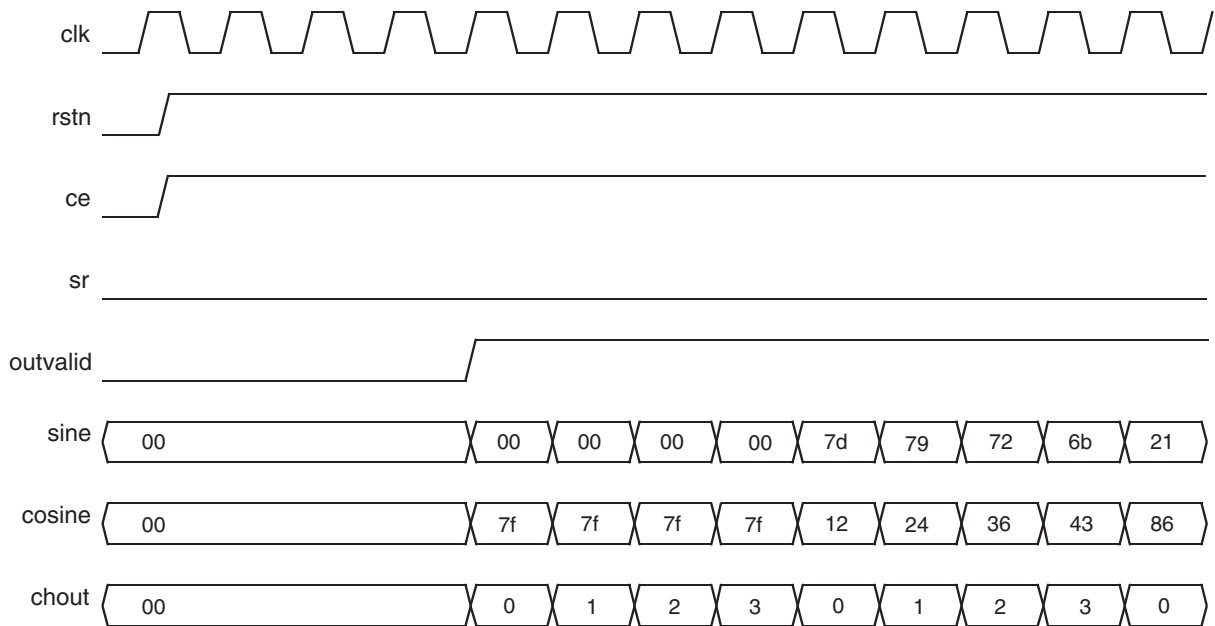 clk
rstn
ce
sr
outvalid
sine 00 00 00 00 00 7d 79 72 6b 21
cosine 00 7f 7f 7f 7f 12 24 36 43 86
chout 00 0 1 2 3 0 1 2 3 0